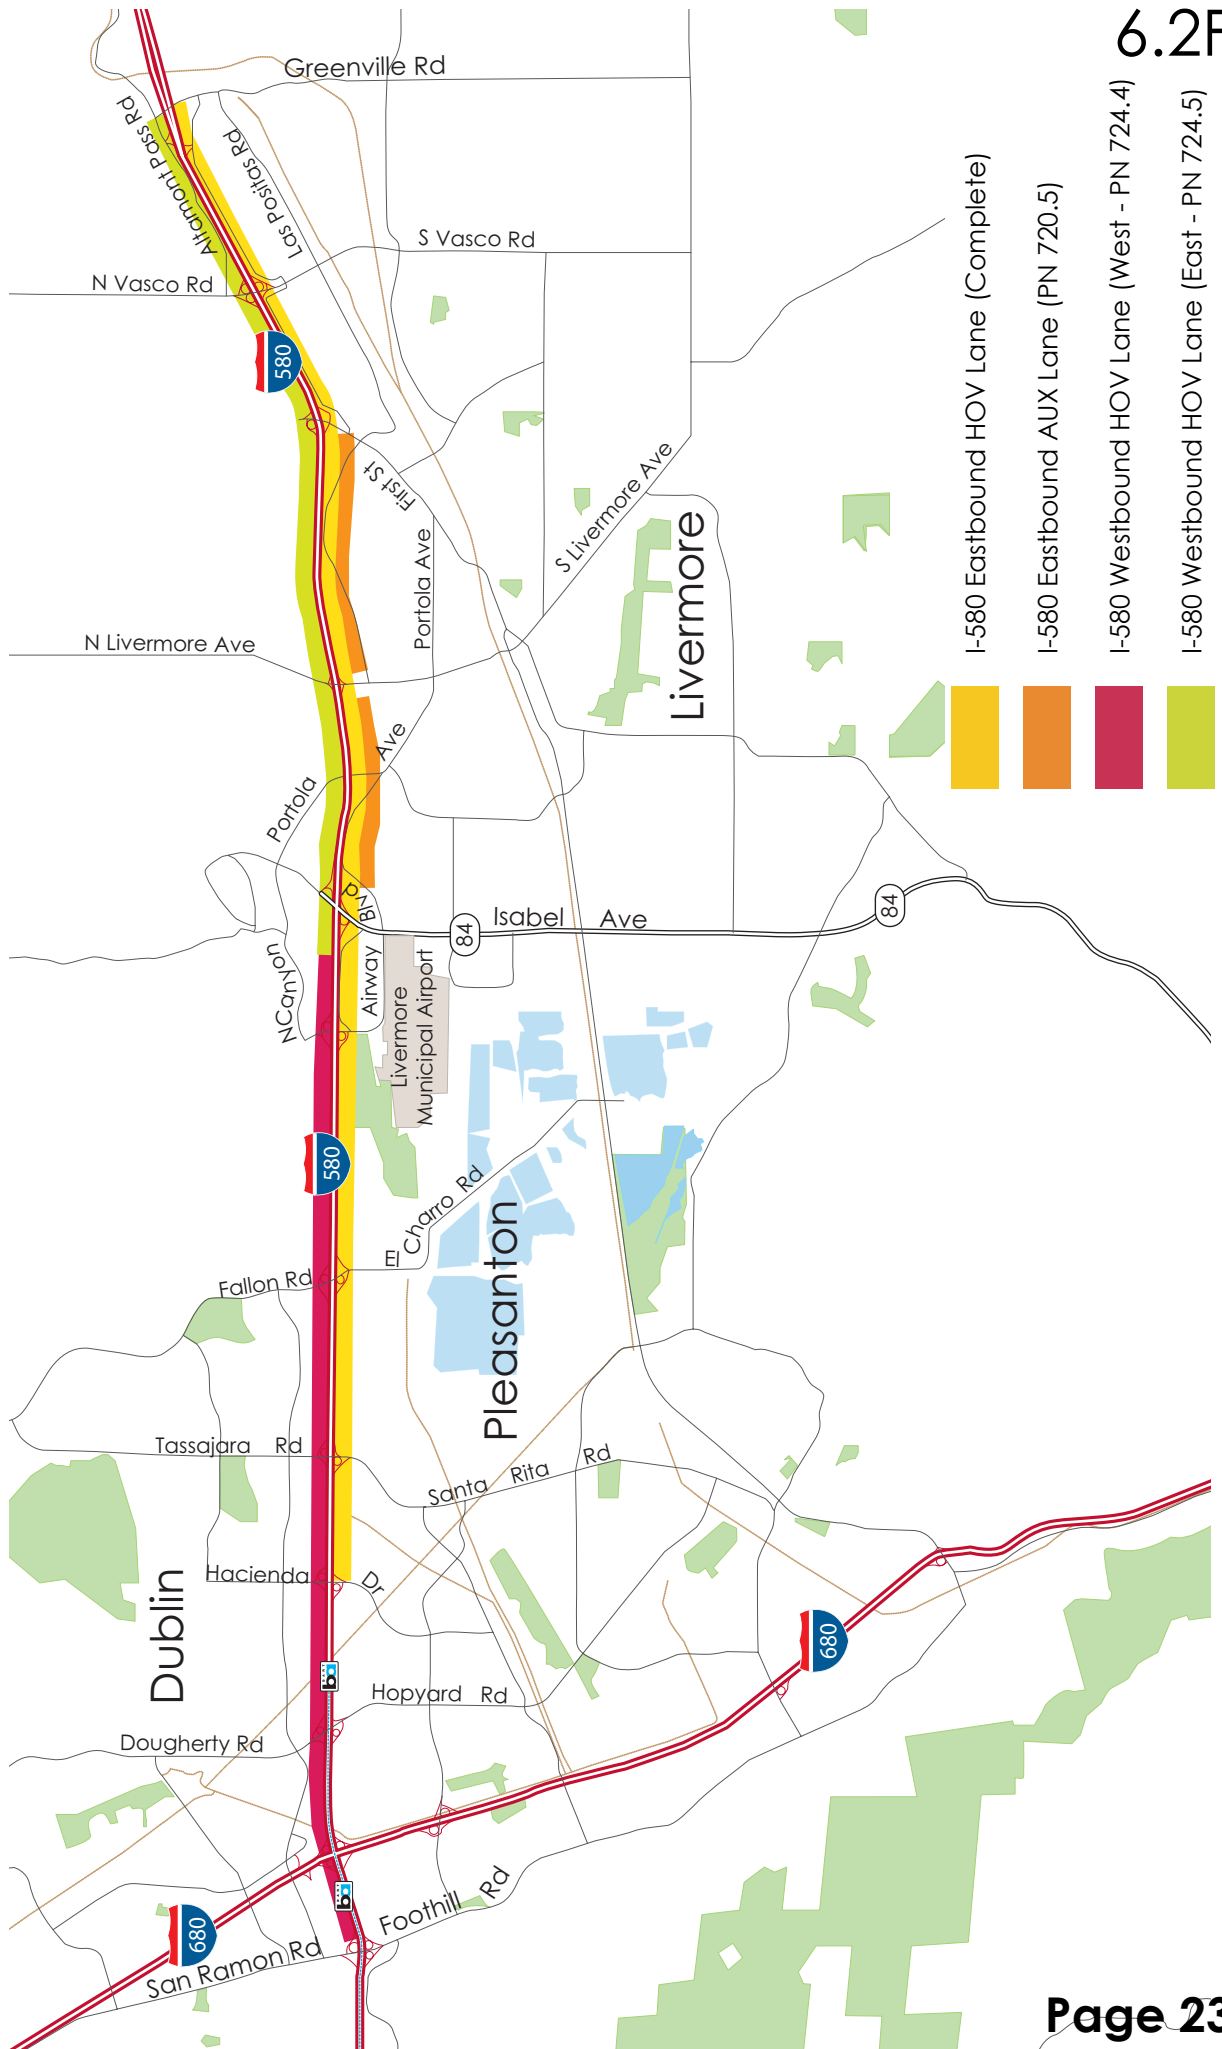 6.2F
Greenville Rd
Altamont Pass Rd
Las Positas Rd
S Vasco Rd
N Vasco Rd
580
First St
Portola Ave
S Livermore Ave
N Livermore Ave
Livermore
Portola
Ave
I-580 Eastbound HOV Lane (Complete)
I-580 Eastbound AUX Lane (PN 720.5)
I-580 Westbound HOV Lane (West - PN 724.4)
I-580 Westbound HOV Lane (East - PN 724.5)
Isabel Ave
84
84
Airway
Blvd
N Canyon
Livermore
Municipal Airport
580
El Charro Rd
Fallon Rd
Pleasanton
Tassajara Rd
Santa Rita Rd
Hacienda Dr
Dublin
680
Hopyard Rd
Dougherty Rd
ba
ba
Foothill Rd
680
San Ramon Rd
Page 23